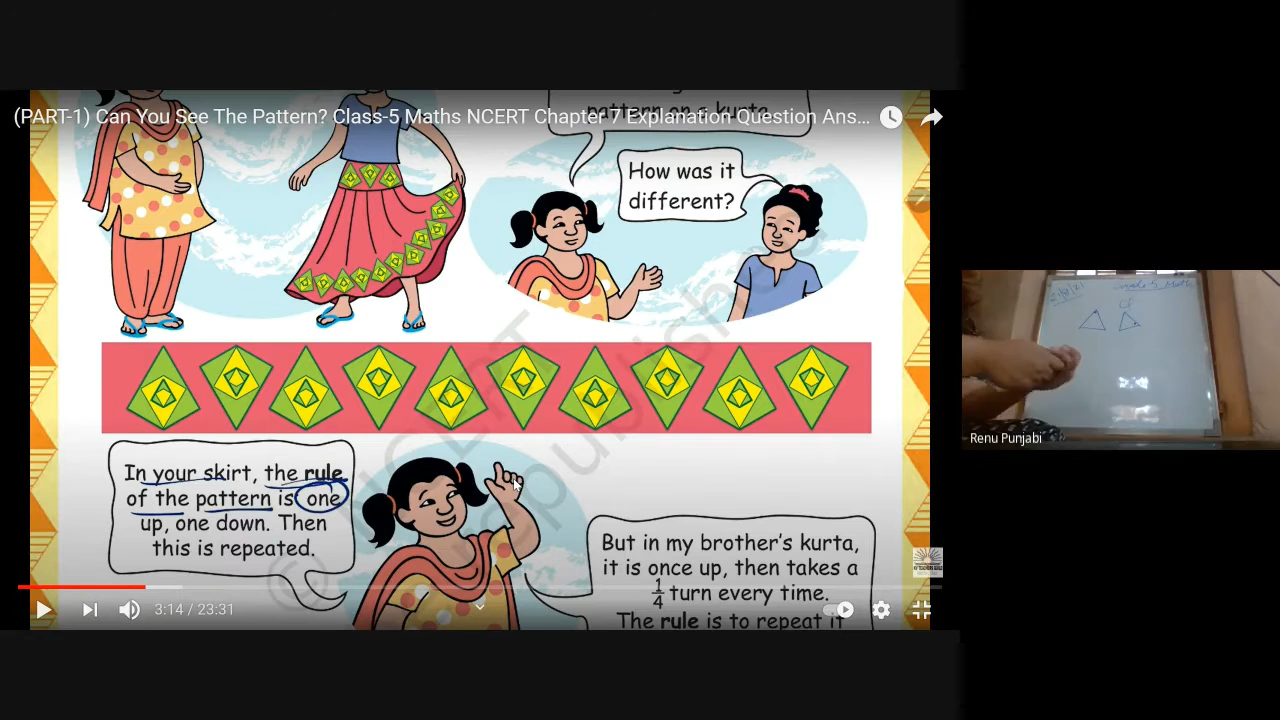 (PART-1) Can You See The Pattern? Class-5 Maths NCERT Chapter 7 Explanation Question Ans...
pattern on a kurta
How was it
different?
In your skirt, the rule
of the pattern is one
up, one down. Then
this is repeated.
But in my brother's kurta,
it is once up, then takes a
1/4 turn every time.
The rule is to repeat it
3:14 / 23:31
Grade 5 Math
Renu Punjabi